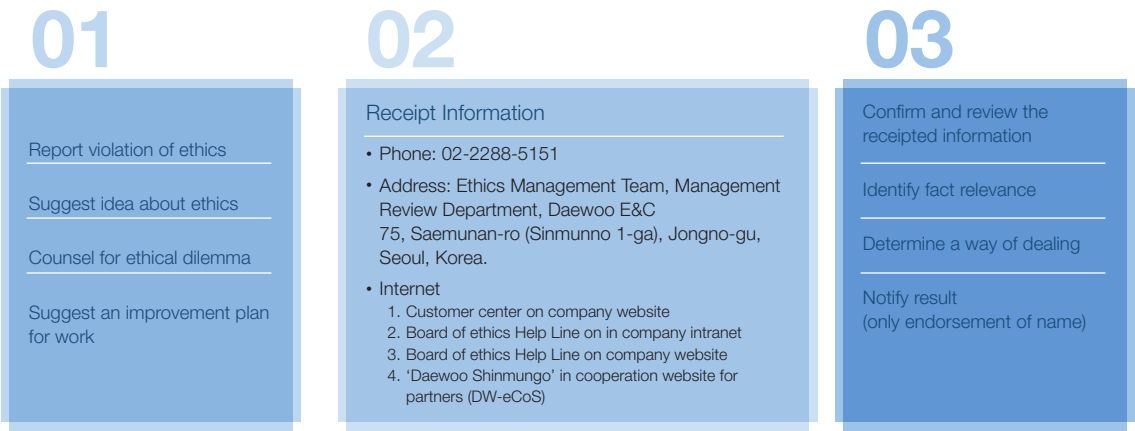 01
Report violation of ethics
Suggest idea about ethics
Counsel for ethical dilemma
Suggest an improvement plan
for work
02
Receipt Information
• Phone: 02-2288-5151
• Address: Ethics Management Team, Management
Review Department, Daewoo E&C
75, Saemunan-ro (Sinmunno 1-ga), Jongno-gu,
Seoul, Korea.
• Internet
1. Customer center on company website
2. Board of ethics Help Line on in company intranet
3. Board of ethics Help Line on company website
4. ‘Daewoo Shinmungo’ in cooperation website for
partners (DW-eCoS)
03
Confirm and review the
receipted information
Identify fact relevance
Determine a way of dealing
Notify result
(only endorsement of name)